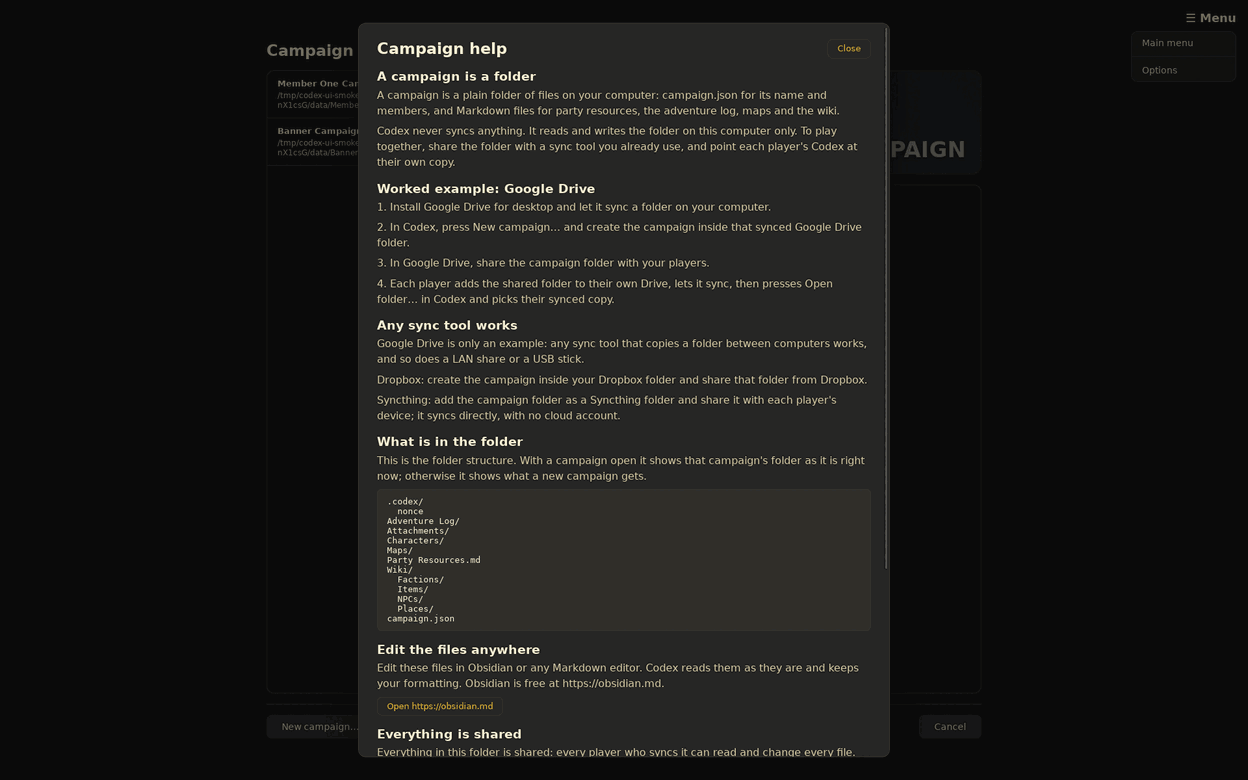 ☰ Menu
Main menu
Options
Campaign
Member One Car
/tmp/codex-ui-smoke
nX1csG/data/Membe
Banner Campaign
/tmp/codex-ui-smoke
nX1csG/data/Banner
PAIGN
New campaign...
Cancel
Campaign help
Close
A campaign is a folder
A campaign is a plain folder of files on your computer: campaign.json for its name and
members, and Markdown files for party resources, the adventure log, maps and the wiki.
Codex never syncs anything. It reads and writes the folder on this computer only. To play
together, share the folder with a sync tool you already use, and point each player's Codex at
their own copy.
Worked example: Google Drive
1. Install Google Drive for desktop and let it sync a folder on your computer.
2. In Codex, press New campaign... and create the campaign inside that synced Google Drive
folder.
3. In Google Drive, share the campaign folder with your players.
4. Each player adds the shared folder to their own Drive, lets it sync, then presses Open
folder... in Codex and picks their synced copy.
Any sync tool works
Google Drive is only an example: any sync tool that copies a folder between computers works,
and so does a LAN share or a USB stick.
Dropbox: create the campaign inside your Dropbox folder and share that folder from Dropbox.
Syncthing: add the campaign folder as a Syncthing folder and share it with each player's
device; it syncs directly, with no cloud account.
What is in the folder
This is the folder structure. With a campaign open it shows that campaign's folder as it is right
now; otherwise it shows what a new campaign gets.
.codex/
nonce
Adventure Log/
Attachments/
Characters/
Maps/
Party Resources.md
Wiki/
Factions/
Items/
NPCs/
Places/
campaign.json
Edit the files anywhere
Edit these files in Obsidian or any Markdown editor. Codex reads them as they are and keeps
your formatting. Obsidian is free at https://obsidian.md.
Open https://obsidian.md
Everything is shared
Everything in this folder is shared: every player who syncs it can read and change every file.